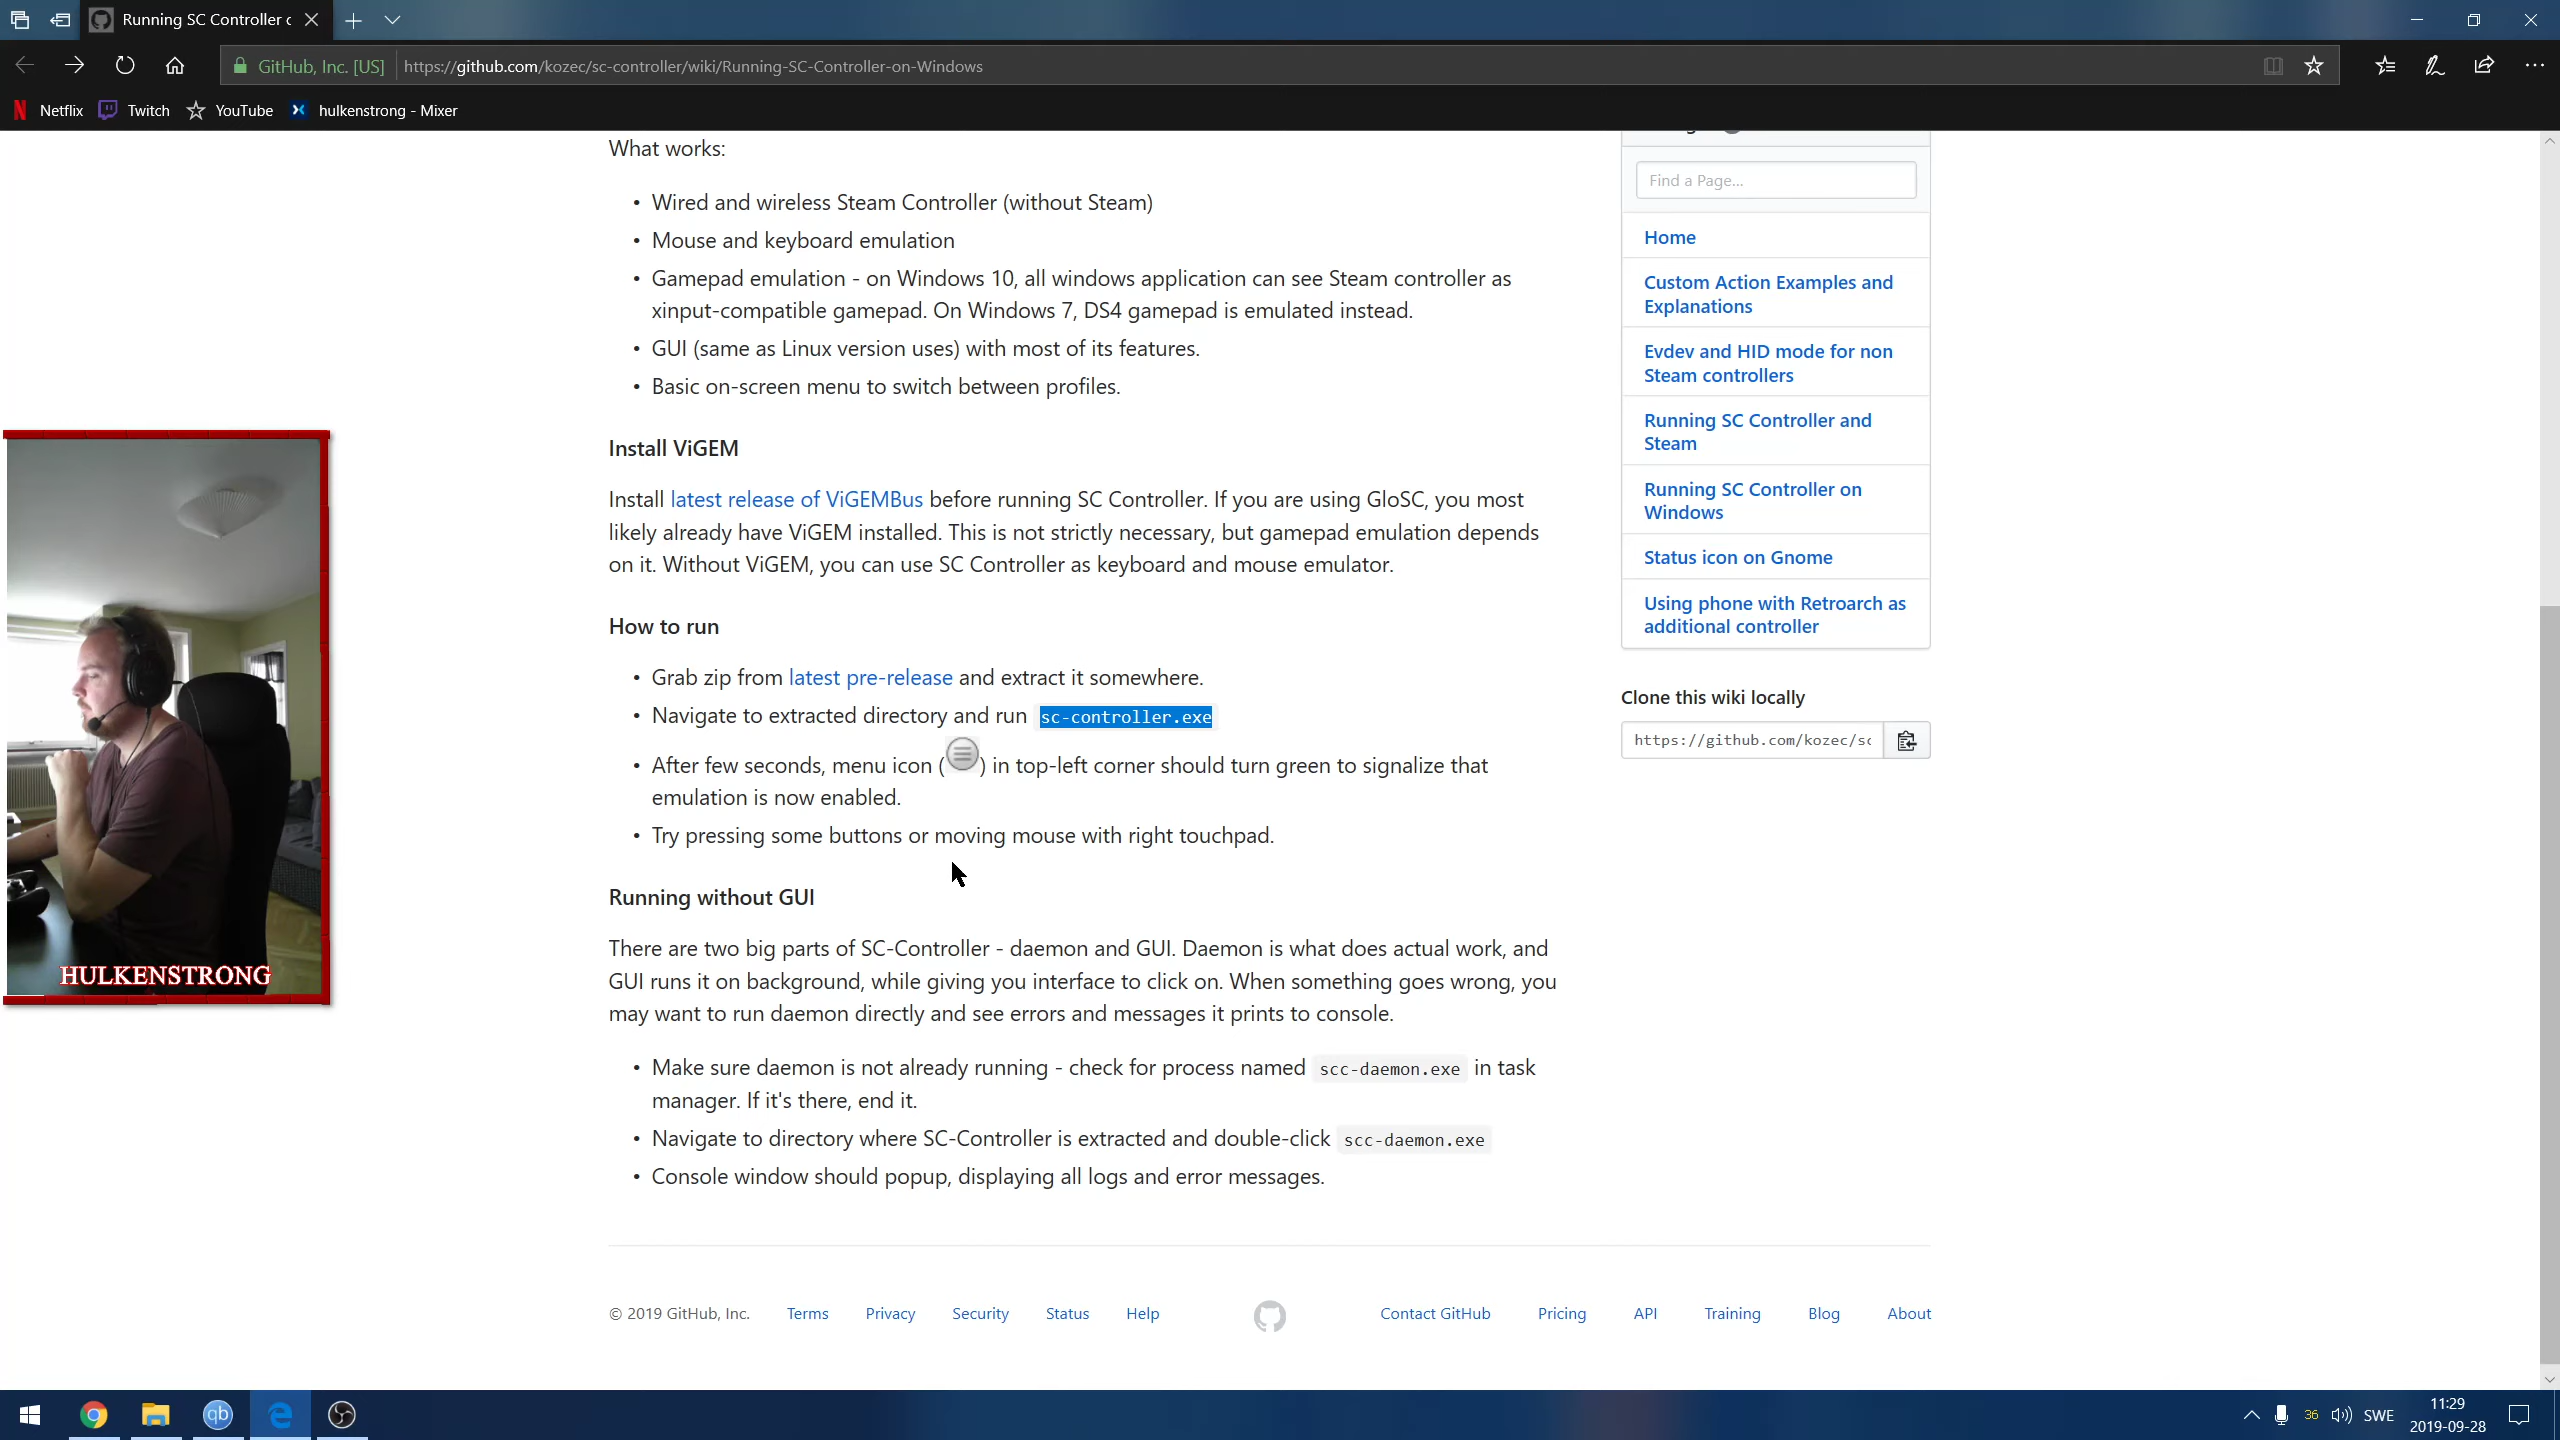 Running SC Controller c
GitHub, Inc. [US]
https://github.com/kozec/sc-controller/wiki/Running-SC-Controller-on-Windows
Netflix
Twitch
YouTube
hulkenstrong - Mixer
What works:
• Wired and wireless Steam Controller (without Steam)
• Mouse and keyboard emulation
• Gamepad emulation - on Windows 10, all windows application can see Steam controller as
xinput-compatible gamepad. On Windows 7, DS4 gamepad is emulated instead.
• GUI (same as Linux version uses) with most of its features.
• Basic on-screen menu to switch between profiles.
Install ViGEM
Install latest release of ViGEMBus before running SC Controller. If you are using GloSC, you most
likely already have ViGEM installed. This is not strictly necessary, but gamepad emulation depends
on it. Without ViGEM, you can use SC Controller as keyboard and mouse emulator.
How to run
• Grab zip from latest pre-release and extract it somewhere.
• Navigate to extracted directory and run sc-controller.exe
• After few seconds, menu icon ( ) in top-left corner should turn green to signalize that
emulation is now enabled.
• Try pressing some buttons or moving mouse with right touchpad.
Running without GUI
There are two big parts of SC-Controller - daemon and GUI. Daemon is what does actual work, and
GUI runs it on background, while giving you interface to click on. When something goes wrong, you
may want to run daemon directly and see errors and messages it prints to console.
• Make sure daemon is not already running - check for process named scc-daemon.exe in task
manager. If it's there, end it.
• Navigate to directory where SC-Controller is extracted and double-click scc-daemon.exe
• Console window should popup, displaying all logs and error messages.
Find a Page...
Home
Custom Action Examples and
Explanations
Evdev and HID mode for non
Steam controllers
Running SC Controller and
Steam
Running SC Controller on
Windows
Status icon on Gnome
Using phone with Retroarch as
additional controller
Clone this wiki locally
https://github.com/kozec/sc
HULKENSTRONG
© 2019 GitHub, Inc.
Terms
Privacy
Security
Status
Help
Contact GitHub
Pricing
API
Training
Blog
About
qb
36
SWE
11:29
2019-09-28